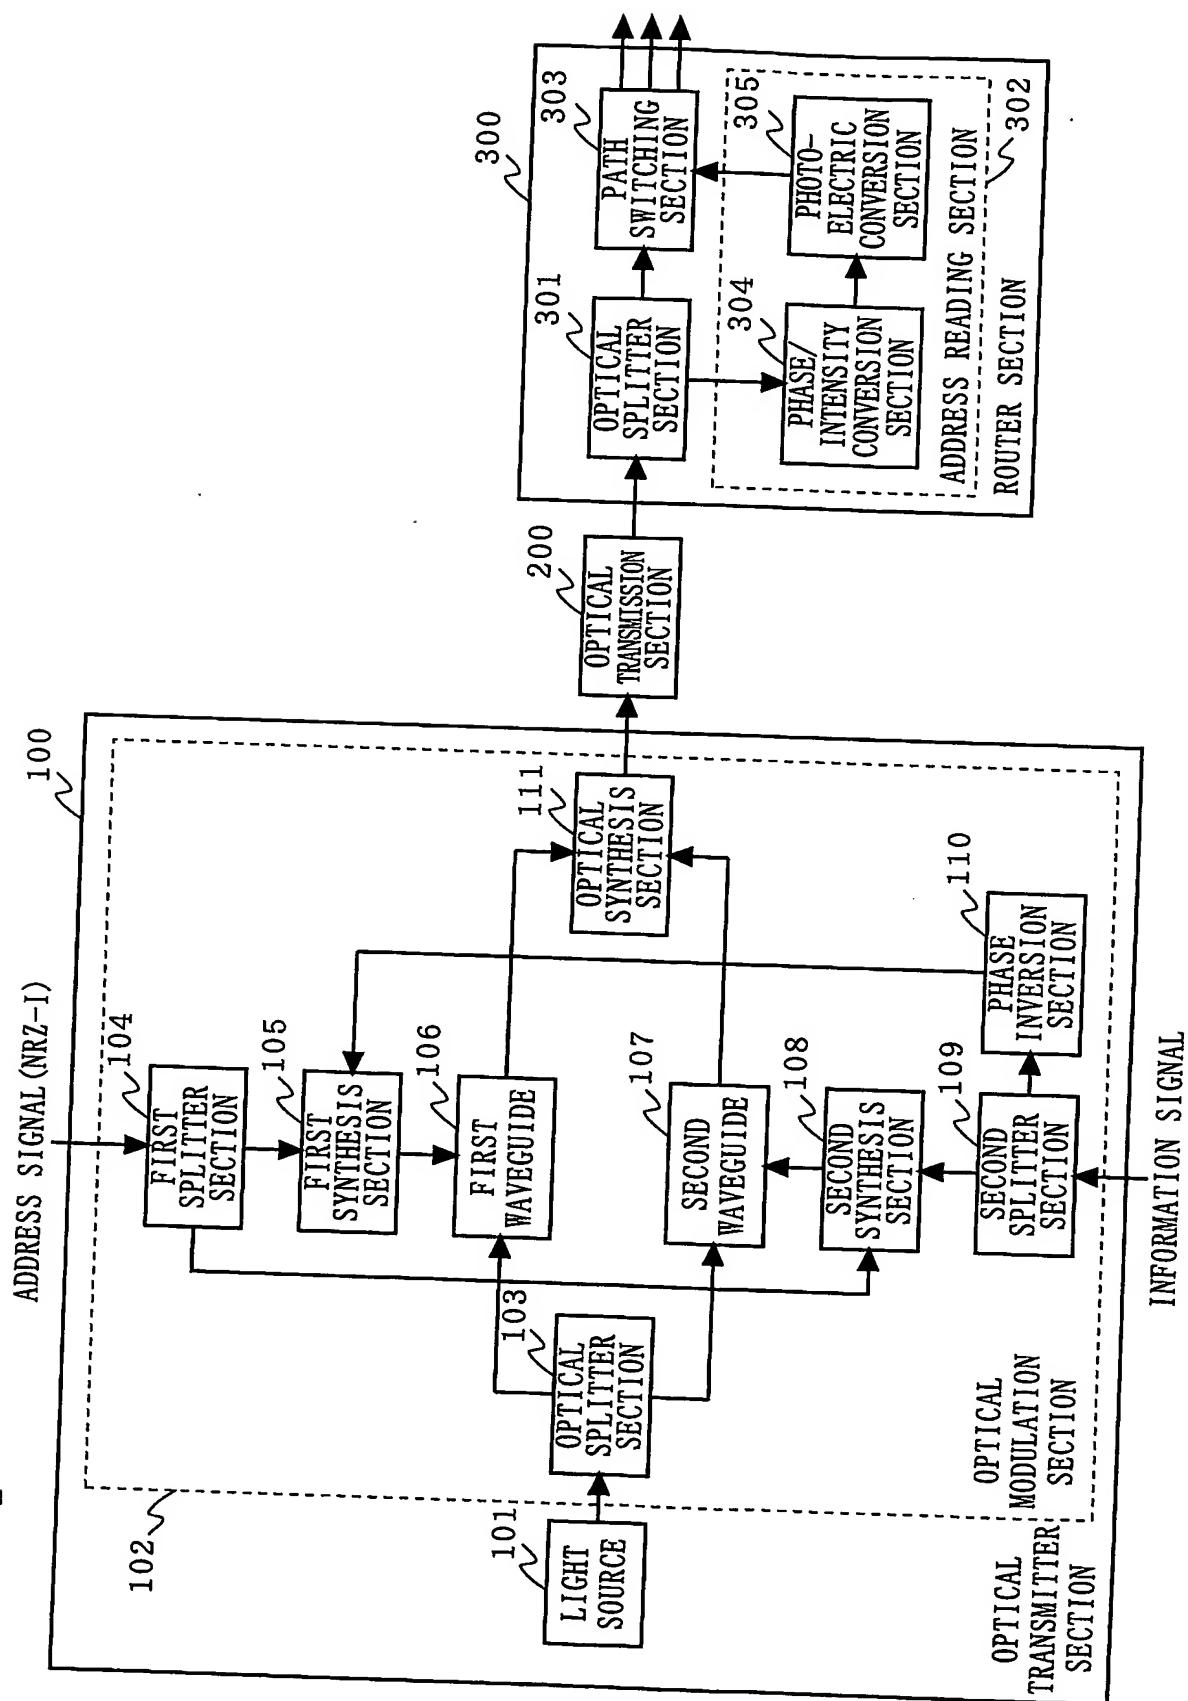 ADDRESS SIGNAL (NRZ-I)
100
102
104
FIRST
SPLITTER
SECTION
105
FIRST
SYNTHESIS
SECTION
106
FIRST
WAVEGUIDE
101
LIGHT
SOURCE
103
OPTICAL
SPLITTER
SECTION
107
SECOND
WAVEGUIDE
108
SECOND
SYNTHESIS
SECTION
109
SECOND
SPLITTER
SECTION
110
PHASE
INVERSION
SECTION
111
OPTICAL
SYNTHESIS
SECTION
OPTICAL
MODULATION
SECTION
OPTICAL
TRANSMITTER
SECTION
INFORMATION SIGNAL
200
OPTICAL
TRANSMISSION
SECTION
300
301
OPTICAL
SPLITTER
SECTION
303
PATH
SWITCHING
SECTION
304
PHASE/
INTENSITY
CONVERSION
SECTION
305
PHOTO-
ELECTRIC
CONVERSION
SECTION
ADDRESS READING SECTION
302
ROUTER SECTION